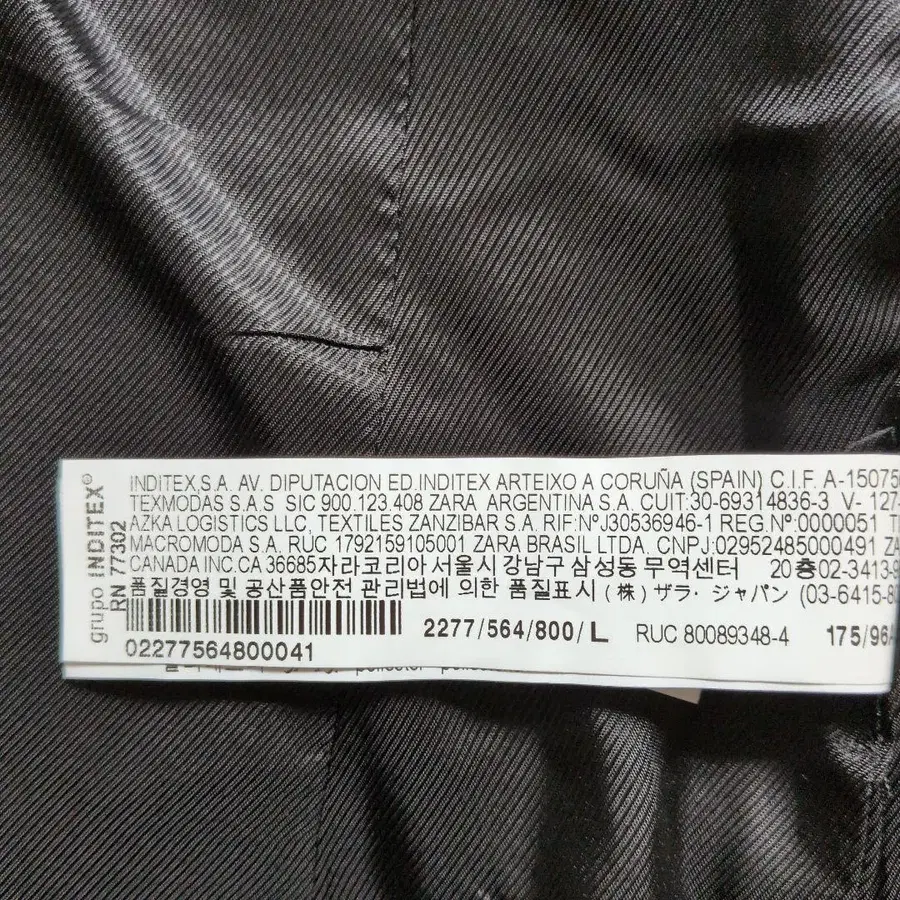 grupo INDITEX®
RN 77302
INDITEX,S.A. AV. DIPUTACION ED.INDITEX ARTEIXO A CORUÑA (SPAIN) C.I.F. A-15075
TEXMODAS S.A.S SIC 900.123.408 ZARA ARGENTINA S.A. CUIT:30-69314836-3 V- 127-
AZKA LOGISTICS LLC, TEXTILES ZANZIBAR S.A. RIF:NºJ30536946-1 REG.Nº:0000051
MACROMODA S.A. RUC 1792159105001 ZARA BRASIL LTDA. CNPJ:02952485000491 ZA
CANADA INC.CA 36685자라코리아 서울시 강남구 삼성동 무역센터 20층02-3413-9
품질경영 및 공산품안전 관리법에 의한 품질표시 (株) ザラ・ジャパン (03-6415-8
02277564800041
2277/564/800/L RUC 80089348-4 175/96A